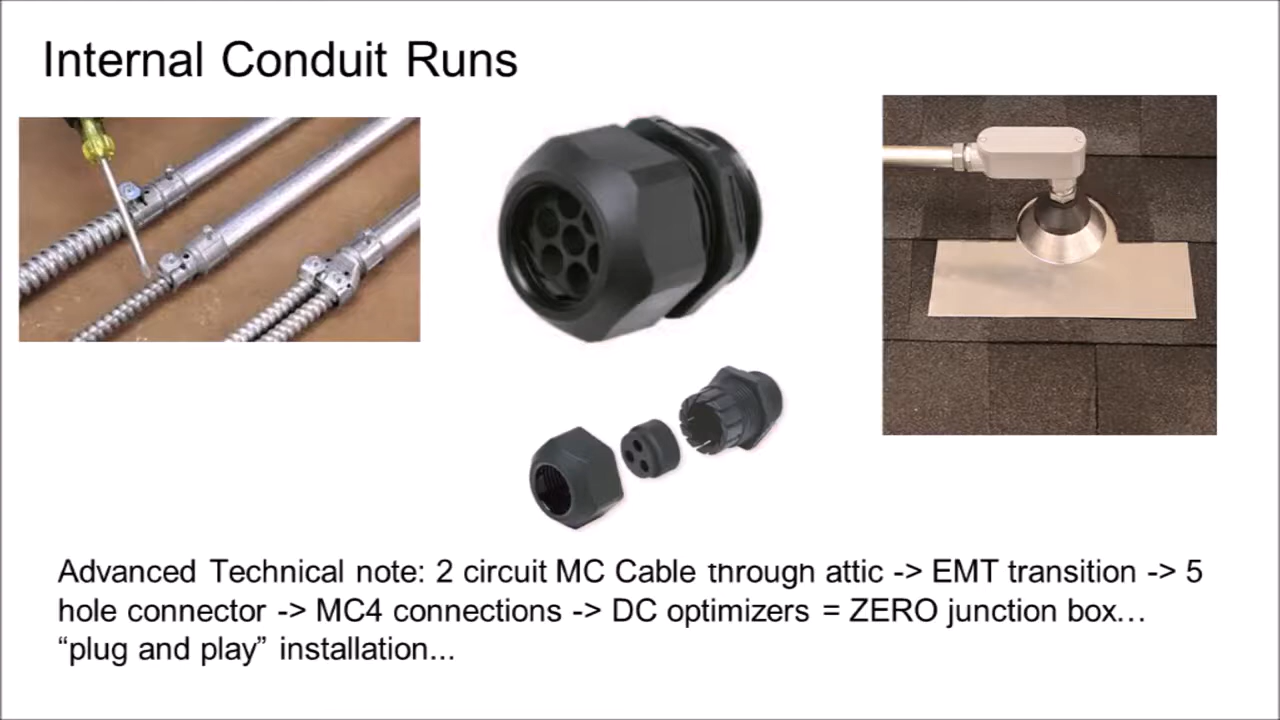 Internal Conduit Runs
Advanced Technical note: 2 circuit MC Cable through attic -> EMT transition -> 5
hole connector -> MC4 connections -> DC optimizers = ZERO junction box…
“plug and play” installation...